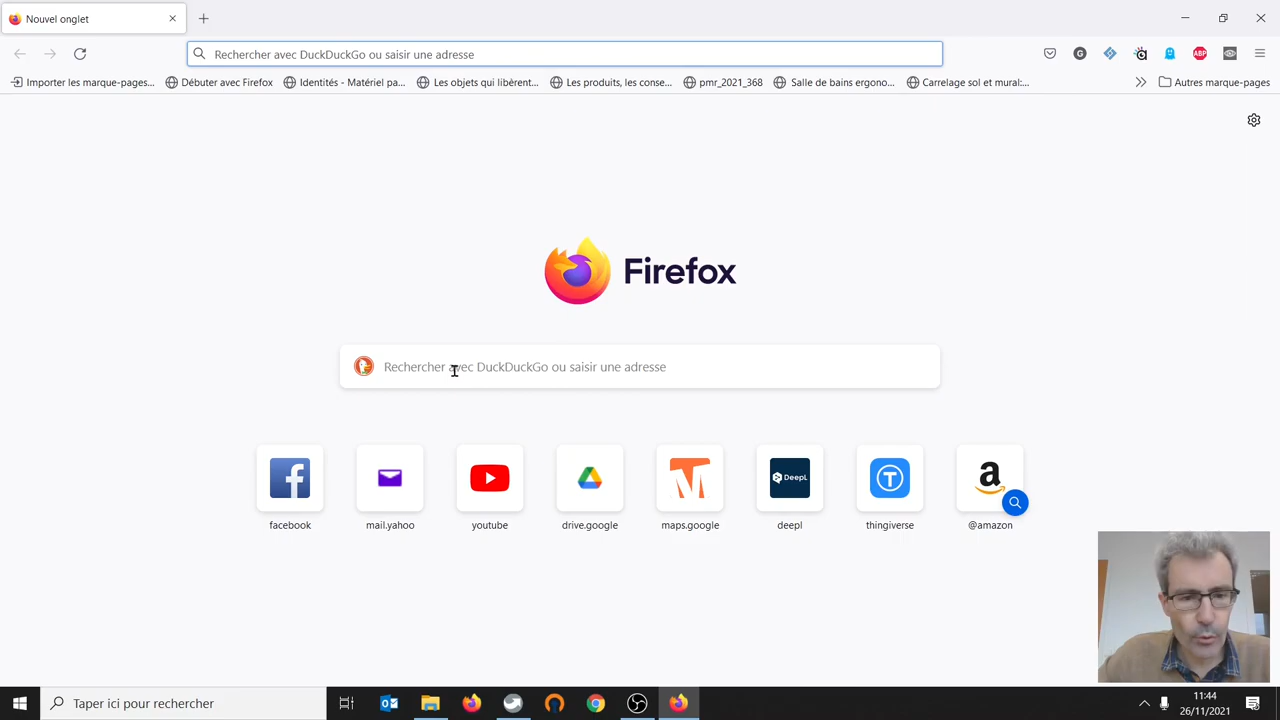 Nouvel onglet
Rechercher avec DuckDuckGo ou saisir une adresse
ABP
Importer les marque-pages...
Débuter avec Firefox
Identités - Matériel pa...
Les objets qui libèrent...
Les produits, les conse...
pmr_2021_368
Salle de bains ergono...
Carrelage sol et mural:...
Autres marque-pages
Firefox
Rechercher avec DuckDuckGo ou saisir une adresse
DeepL
facebook
mail.yahoo
youtube
drive.google
maps.google
deepl
thingiverse
@amazon
Taper ici pour rechercher
11:44
26/11/2021